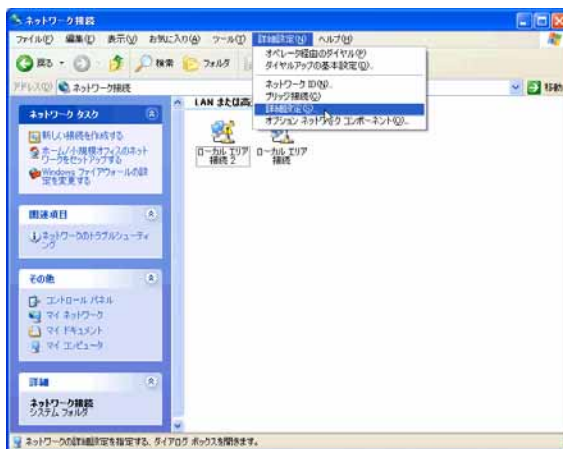 ネットワーク接続
ファイル(F) 編集(E) 表示(V) お気に入り(A) ツール(T) 詳細設定(N) ヘルプ(H)
オペレータ経由のダイヤル(P)
ダイヤルアップの基本設定(D)...
ネットワーク ID(N)...
ブリッジ接続(C)
詳細設定(S)...
オプション ネットワーク コンポーネント(O)...
戻る 検索 フォルダ
アドレス(D) ネットワーク接続 移動
LAN または高
ローカル エリア
接続 2
ローカル エリア
接続
ネットワーク タスク
新しい接続を作成する
ホーム/小規模オフィスのネット
ワークをセットアップする
Windows ファイアウォールの設
定を変更する
関連項目
ネットワークのトラブルシューティ
ング
その他
コントロール パネル
マイ ネットワーク
マイ ドキュメント
マイ コンピュータ
詳細
ネットワーク接続
システム フォルダ
ネットワークの詳細設定を指定する、ダイアログ ボックスを開きます。